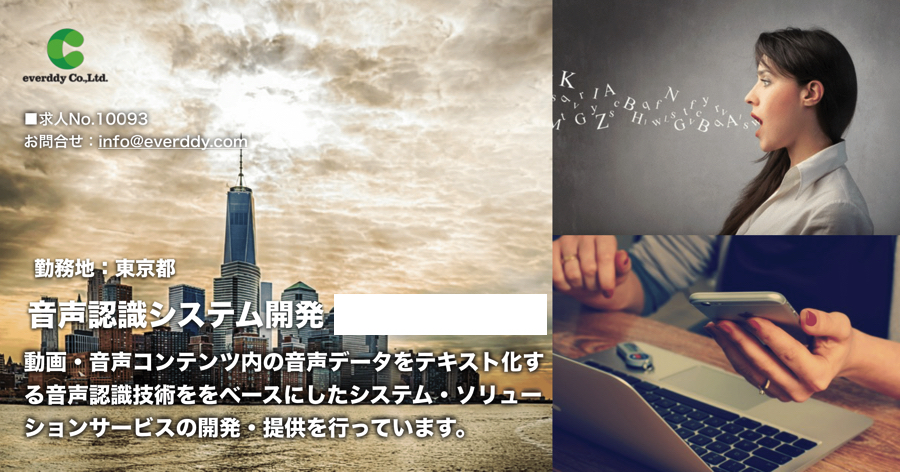 everddy Co.,Ltd.
■求人No.10093
お問合せ：info@everddy.com
勤務地：東京都
音声認識システム開発
動画・音声コンテンツ内の音声データをテキスト化す
る音声認識技術ををベースにしたシステム・ソリュー
ションサービスの開発・提供を行っています。